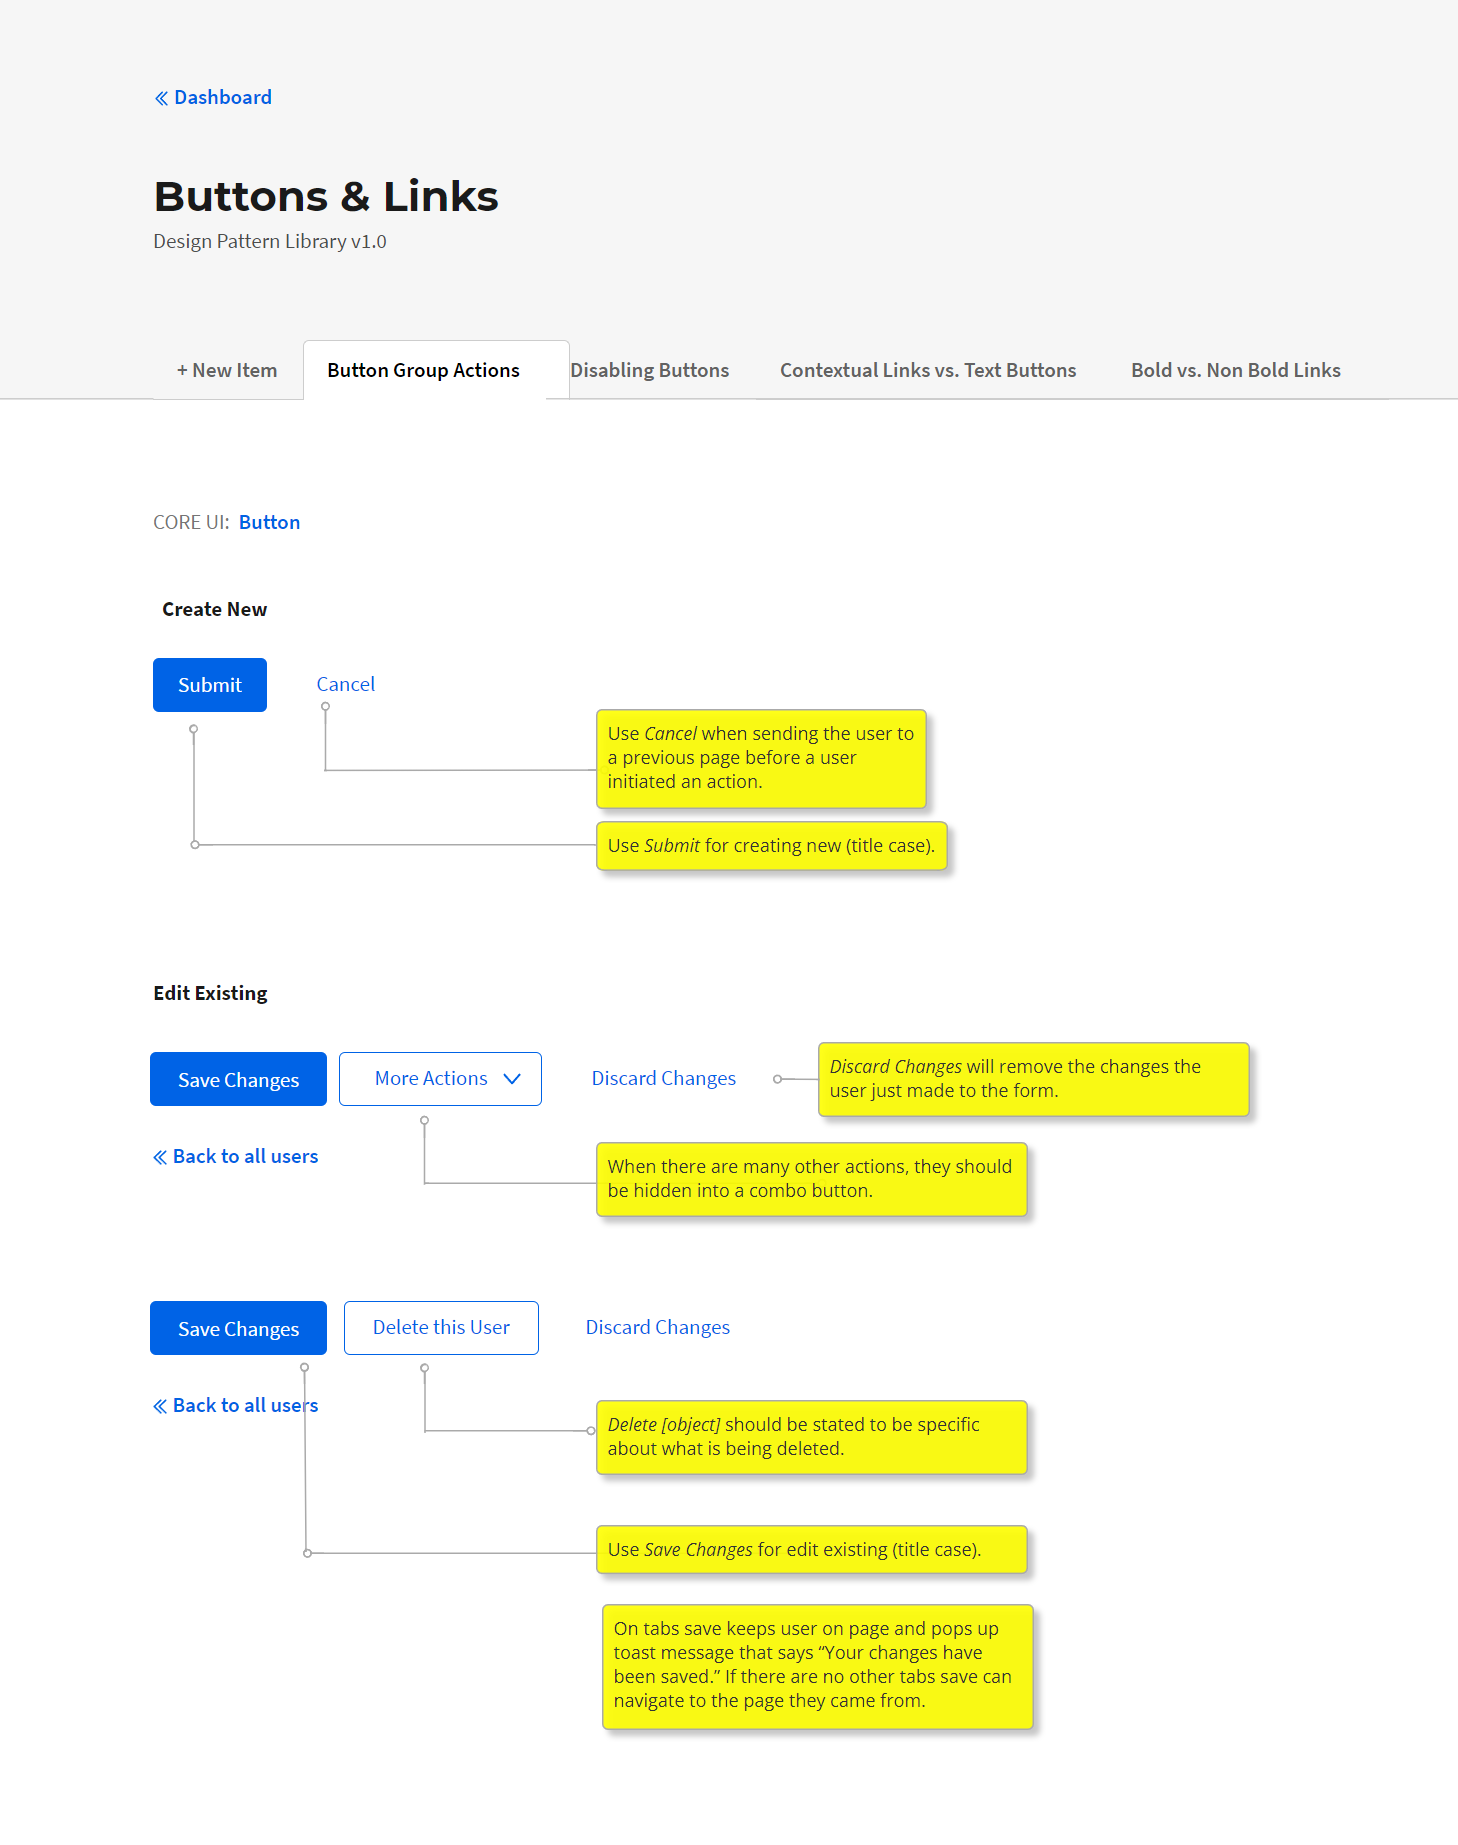 Dashboard
Buttons & Links
Design Pattern Library v1.0
+ New Item
Button Group Actions
Disabling Buttons
Contextual Links vs. Text Buttons
Bold vs. Non Bold Links
CORE UI: Button
Create New
Submit
Cancel
Use Cancel when sending the user to
a previous page before a user
initiated an action.
Use Submit for creating new (title case).
Edit Existing
Save Changes
More Actions
Discard Changes
Discard Changes will remove the changes the
user just made to the form.
Back to all users
When there are many other actions, they should
be hidden into a combo button.
Save Changes
Delete this User
Discard Changes
Back to all users
Delete [object] should be stated to be specific
about what is being deleted.
Use Save Changes for edit existing (title case).
On tabs save keeps user on page and pops up
toast message that says “Your changes have
been saved.” If there are no other tabs save can
navigate to the page they came from.